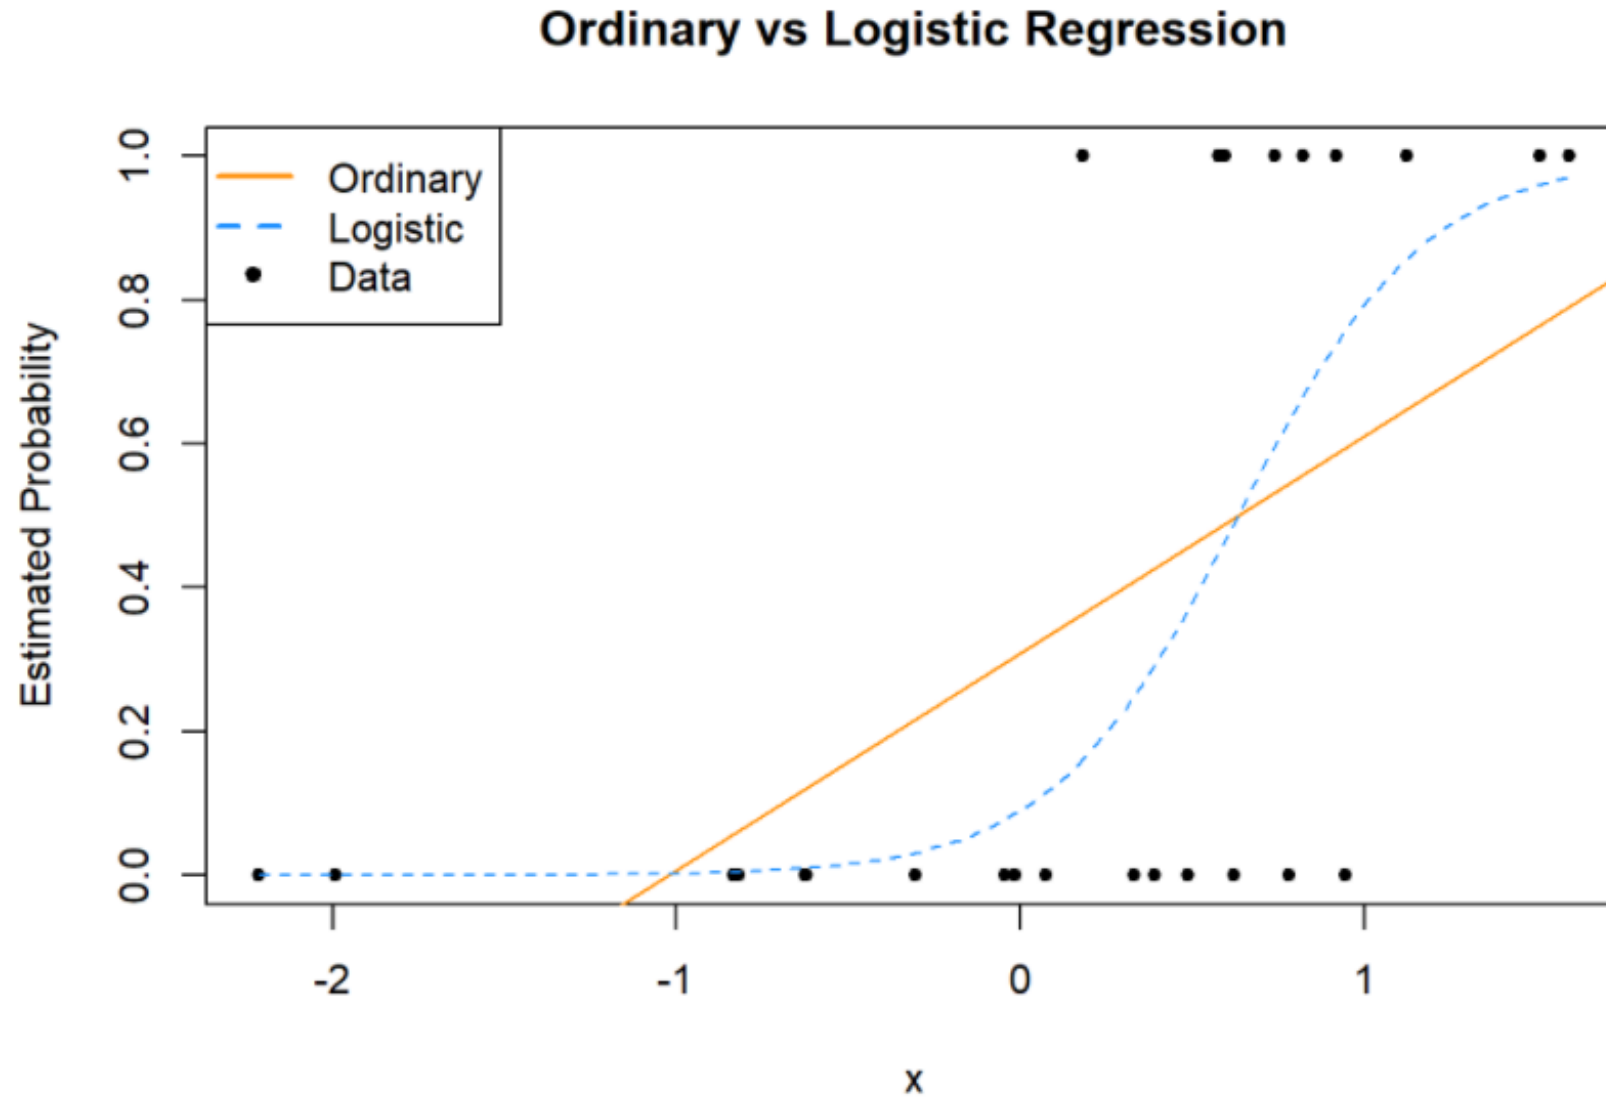 Ordinary vs Logistic Regression
Ordinary
Logistic
Data
Estimated Probability
1.0
0.8
0.6
0.4
0.2
0.0
-2
-1
0
1
x